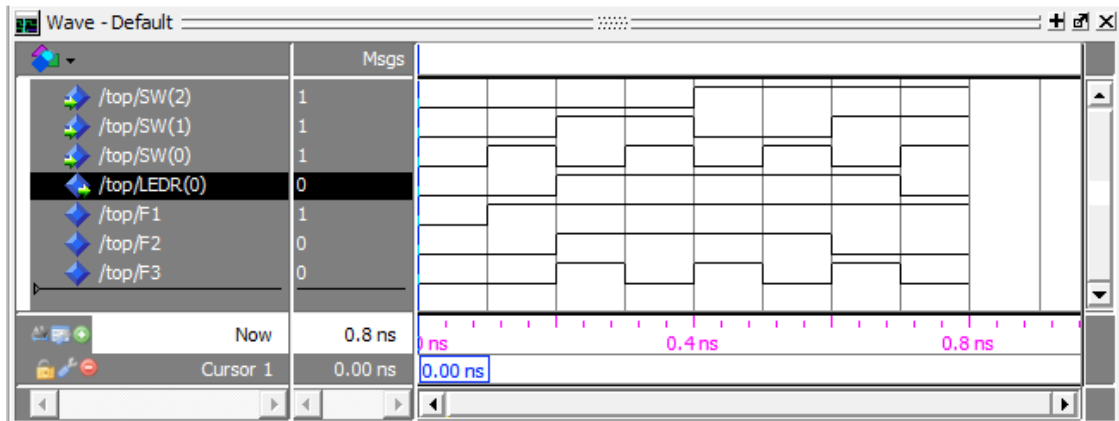 Wave - Default
Msgs
/top/SW(2) 1
/top/SW(1) 1
/top/SW(0) 1
/top/LEDR(0) 0
/top/F1 1
/top/F2 0
/top/F3 0
Now 0.8 ns ns 0.4 ns 0.8 ns
Cursor 1 0.00 ns 0.00 ns